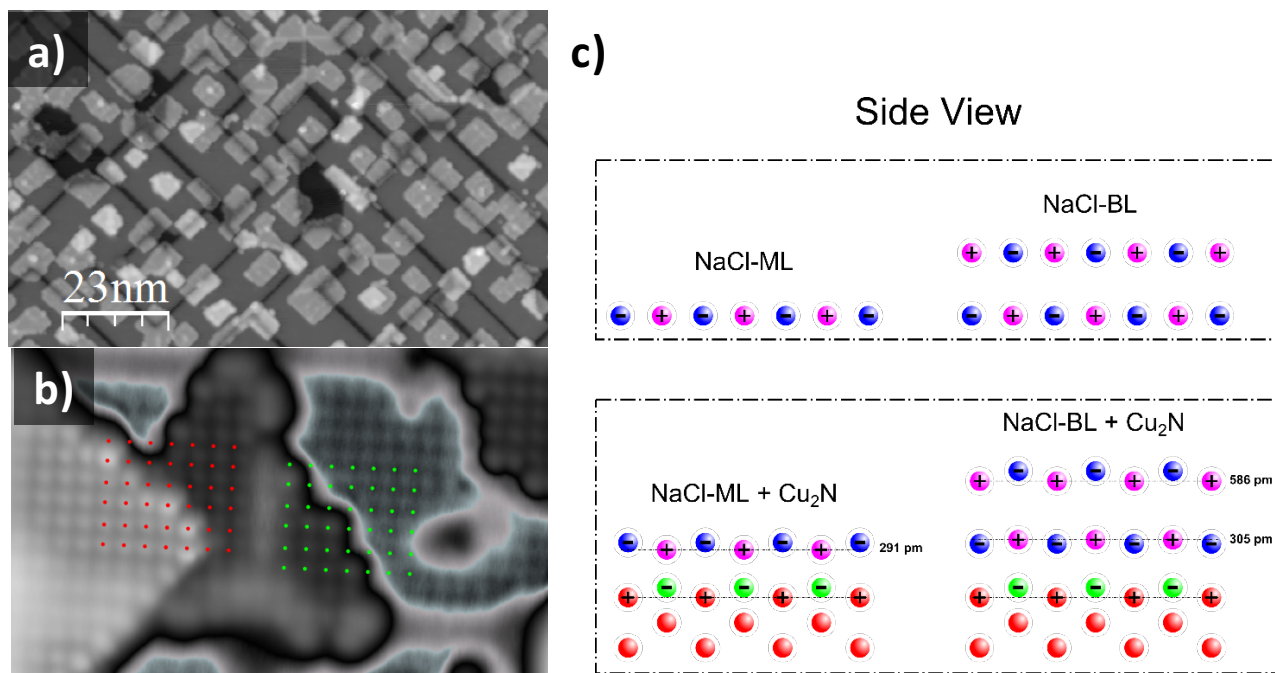 a)
23nm
b)
c)
Side View
NaCl-ML
NaCl-BL
+ - + - + - +
- + - + - + -
- + - + - + -
NaCl-ML + Cu₂N
- + - + - + -
291 pm
+ - + - + - +
NaCl-BL + Cu₂N
+ - + - + - +
586 pm
- + - + - + -
305 pm
+ - + - + - +